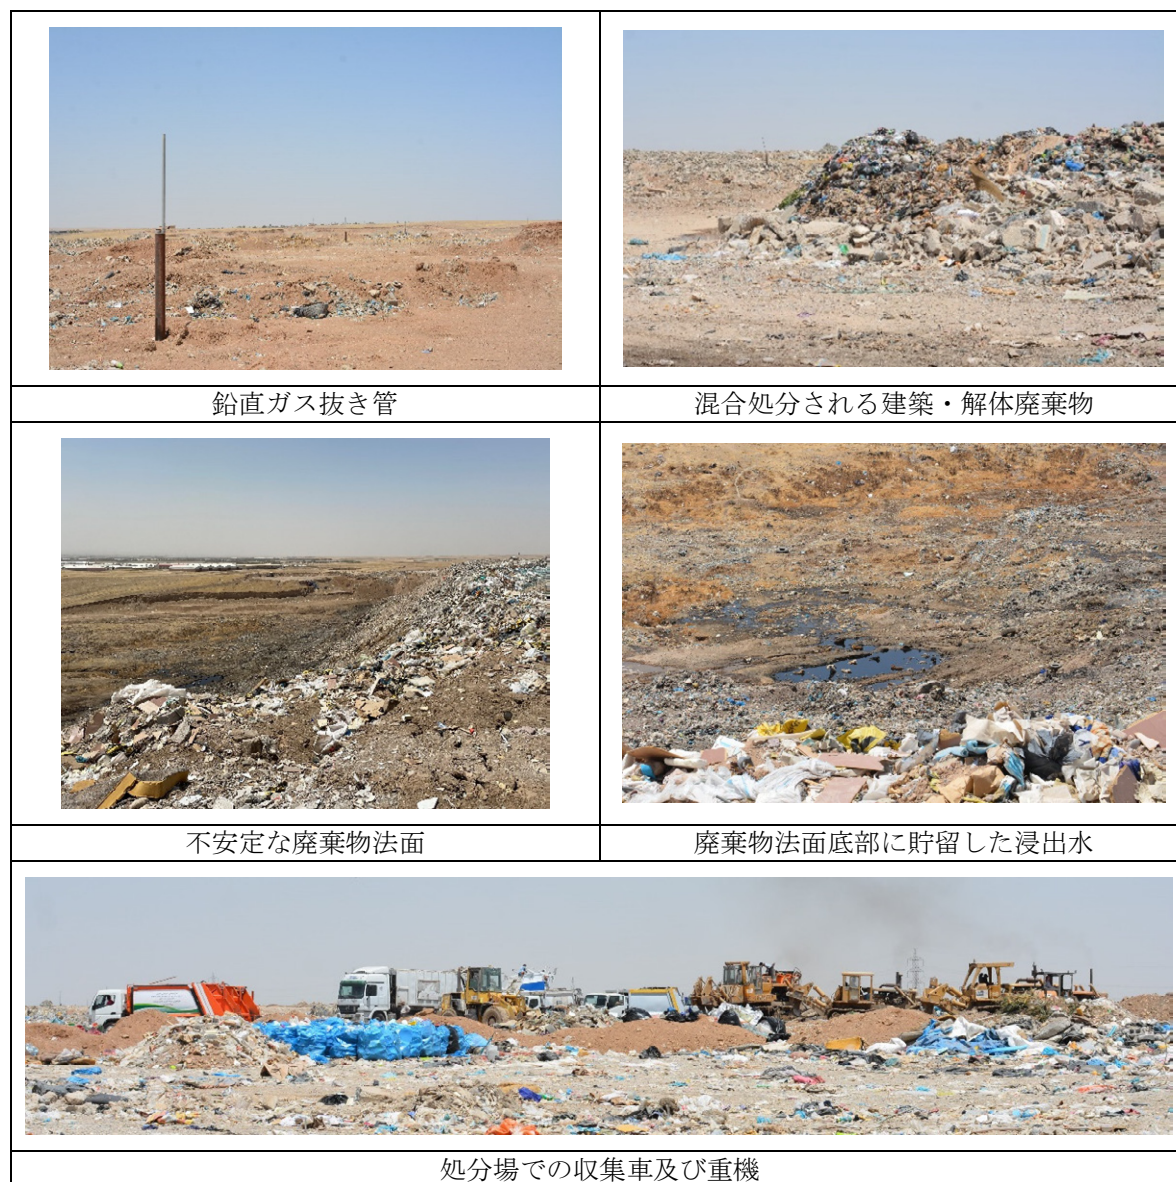 鉛直ガス抜き管
混合処分される建築・解体廃棄物
不安定な廃棄物法面
廃棄物法面底部に貯留した浸出水
処分場での収集車及び重機